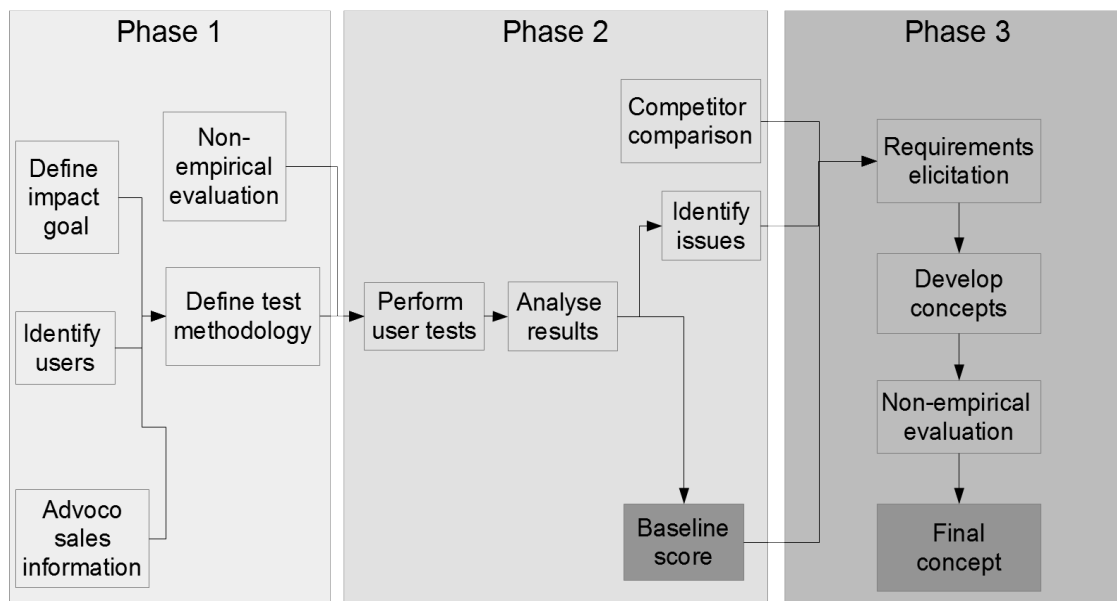 Phase 1
Phase 2
Phase 3
Non-
empirical
evaluation
Define
impact
goal
Define test
methodology
Identify
users
Advoco
sales
information
Competitor
comparison
Identify
issues
Perform
user tests
Analyse
results
Baseline
score
Requirements
elicitation
Develop
concepts
Non-empirical
evaluation
Final
concept